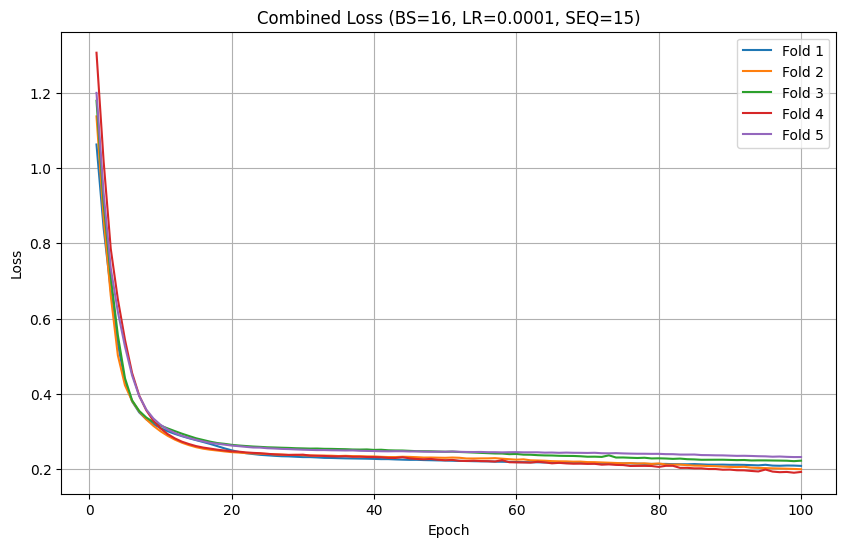 Combined Loss (BS=16, LR=0.0001, SEQ=15)
Fold 1
Fold 2
Fold 3
Fold 4
Fold 5
Loss
1.2
1.0
0.8
0.6
0.4
0.2
0 20 40 60 80 100
Epoch